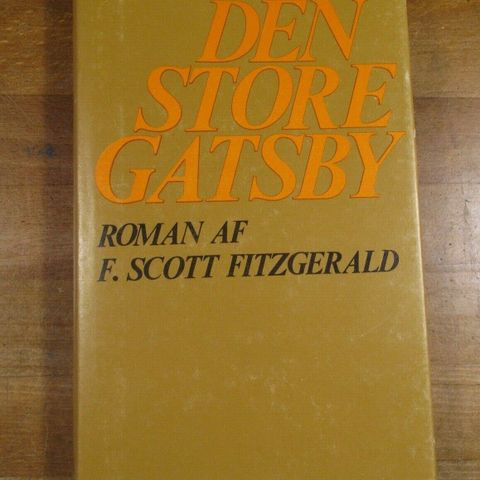 DEN
STORE
GATSBY
ROMAN AF
F. SCOTT FITZGERALD